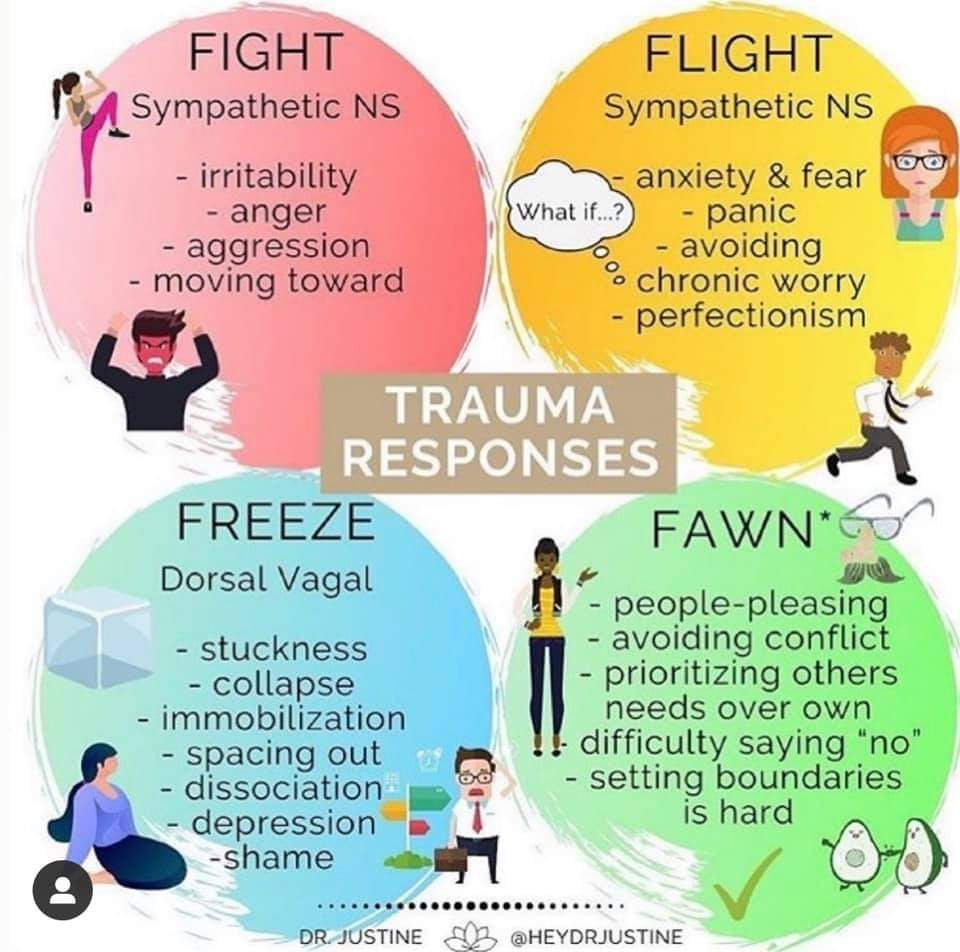 FIGHT
Sympathetic NS
- irritability
- anger
- aggression
- moving toward
FLIGHT
Sympathetic NS
What if...?
- anxiety & fear
- panic
- avoiding
chronic worry
- perfectionism
TRAUMA
RESPONSES
FREEZE
Dorsal Vagal
- stuckness
- collapse
- immobilization
- spacing out
- dissociation
- depression
-shame
FAWN*
- people-pleasing
- avoiding conflict
- prioritizing others
needs over own
- difficulty saying “no”
- setting boundaries
is hard
DR. JUSTINE @HEYDRJUSTINE